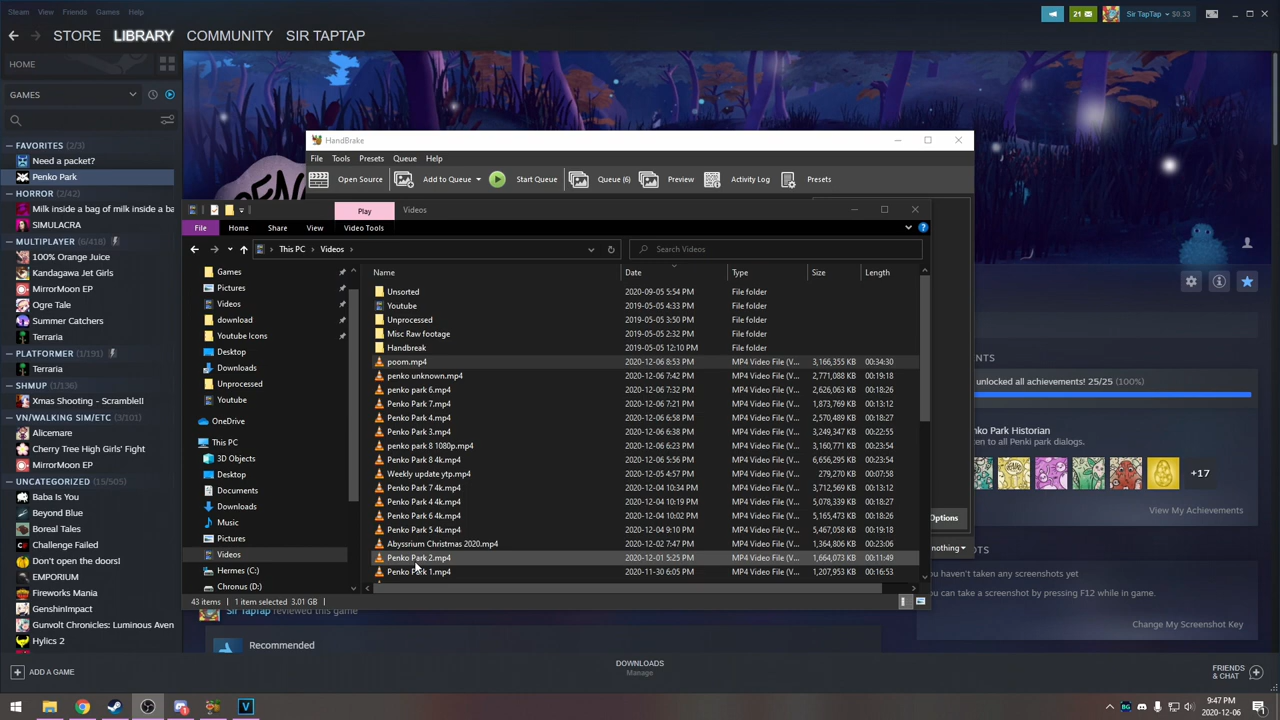 Steam View Friends Games Help
21 Sir TapTap $0.33
STORE LIBRARY COMMUNITY SIR TAPTAP
HOME
GAMES
FAVORITES (2/3)
Need a packet?
Penko Park
HORROR (2/42)
Milk inside a bag of milk inside a ba
SIMULACRA
MULTIPLAYER (6/418)
100% Orange Juice
Kandagawa Jet Girls
MirrorMoon EP
Ogre Tale
Summer Catchers
Terraria
PLATFORMER (1/191)
Terraria
SHMUP (1/136)
Xmas Shooting - Scramble!!
VN/WALKING SIM/ETC (3/101)
Alicemare
Cherry Tree High Girls' Fight
MirrorMoon EP
UNCATEGORIZED (15/505)
Baba Is You
Beyond Blue
Boreal Tales
Challenge Failed
Don't open the doors!
EMPORIUM
Fireworks Mania
GenshinImpact
Gunvolt Chronicles: Luminous Aven
Hylics 2
ADD A GAME
HandBrake
File Tools Presets Queue Help
Open Source Add to Queue Start Queue Queue (6) Preview Activity Log Presets
Play Videos
File Home Share View Video Tools
This PC Videos Search Videos
Games
Pictures
Videos
download
Youtube Icons
Desktop
Downloads
Unprocessed
Youtube
OneDrive
This PC
3D Objects
Desktop
Documents
Downloads
Music
Pictures
Videos
Hermes (C:)
Chronus (D:)
Name Date Type Size Length
Unsorted 2020-09-05 5:54 PM File folder
Youtube 2019-05-05 4:33 PM File folder
Unprocessed 2019-05-05 3:50 PM File folder
Misc Raw footage 2019-05-05 2:32 PM File folder
Handbreak 2019-05-05 12:10 PM File folder
poom.mp4 2020-12-06 8:53 PM MP4 Video File (V... 3,166,355 KB 00:34:30
penko unknown.mp4 2020-12-06 7:42 PM MP4 Video File (V... 2,771,088 KB 00:19:18
penko park 6.mp4 2020-12-06 7:32 PM MP4 Video File (V... 2,626,063 KB 00:18:26
Penko Park 7.mp4 2020-12-06 7:21 PM MP4 Video File (V... 1,873,769 KB 00:13:12
Penko Park 4.mp4 2020-12-06 6:58 PM MP4 Video File (V... 2,570,489 KB 00:18:27
Penko Park 3.mp4 2020-12-06 6:38 PM MP4 Video File (V... 3,249,347 KB 00:22:55
penko park 8 1080p.mp4 2020-12-06 6:23 PM MP4 Video File (V... 3,160,771 KB 00:23:54
Penko Park 8 4k.mp4 2020-12-06 5:56 PM MP4 Video File (V... 6,656,295 KB 00:23:54
Weekly update ytp.mp4 2020-12-05 4:57 PM MP4 Video File (V... 279,270 KB 00:07:58
Penko Park 7 4k.mp4 2020-12-04 10:34 PM MP4 Video File (V... 3,712,569 KB 00:13:12
Penko Park 4 4k.mp4 2020-12-04 10:19 PM MP4 Video File (V... 5,078,339 KB 00:18:27
Penko Park 6 4k.mp4 2020-12-04 10:02 PM MP4 Video File (V... 5,165,473 KB 00:18:26
Penko Park 5 4k.mp4 2020-12-04 9:10 PM MP4 Video File (V... 5,467,058 KB 00:19:18
Abyssrium Christmas 2020.mp4 2020-12-02 7:47 PM MP4 Video File (V... 1,364,806 KB 00:23:06
Penko Park 2.mp4 2020-12-01 5:25 PM MP4 Video File (V... 1,664,073 KB 00:11:49
Penko Park 1.mp4 2020-11-30 6:05 PM MP4 Video File (V... 1,207,953 KB 00:16:53
43 items 1 item selected 3.01 GB
Options
nothing
unlocked all achievements! 25/25 (100%)
Penko Park Historian
en to all Penki park dialogs.
+17
View My Achievements
OTS
u haven't taken any screenshots yet
u can take a screenshot by pressing F12 while in game.
Change My Screenshot Key
Sir TapTap reviewed this game
Recommended
DOWNLOADS
Manage
FRIENDS
& CHAT
9:47 PM
2020-12-06